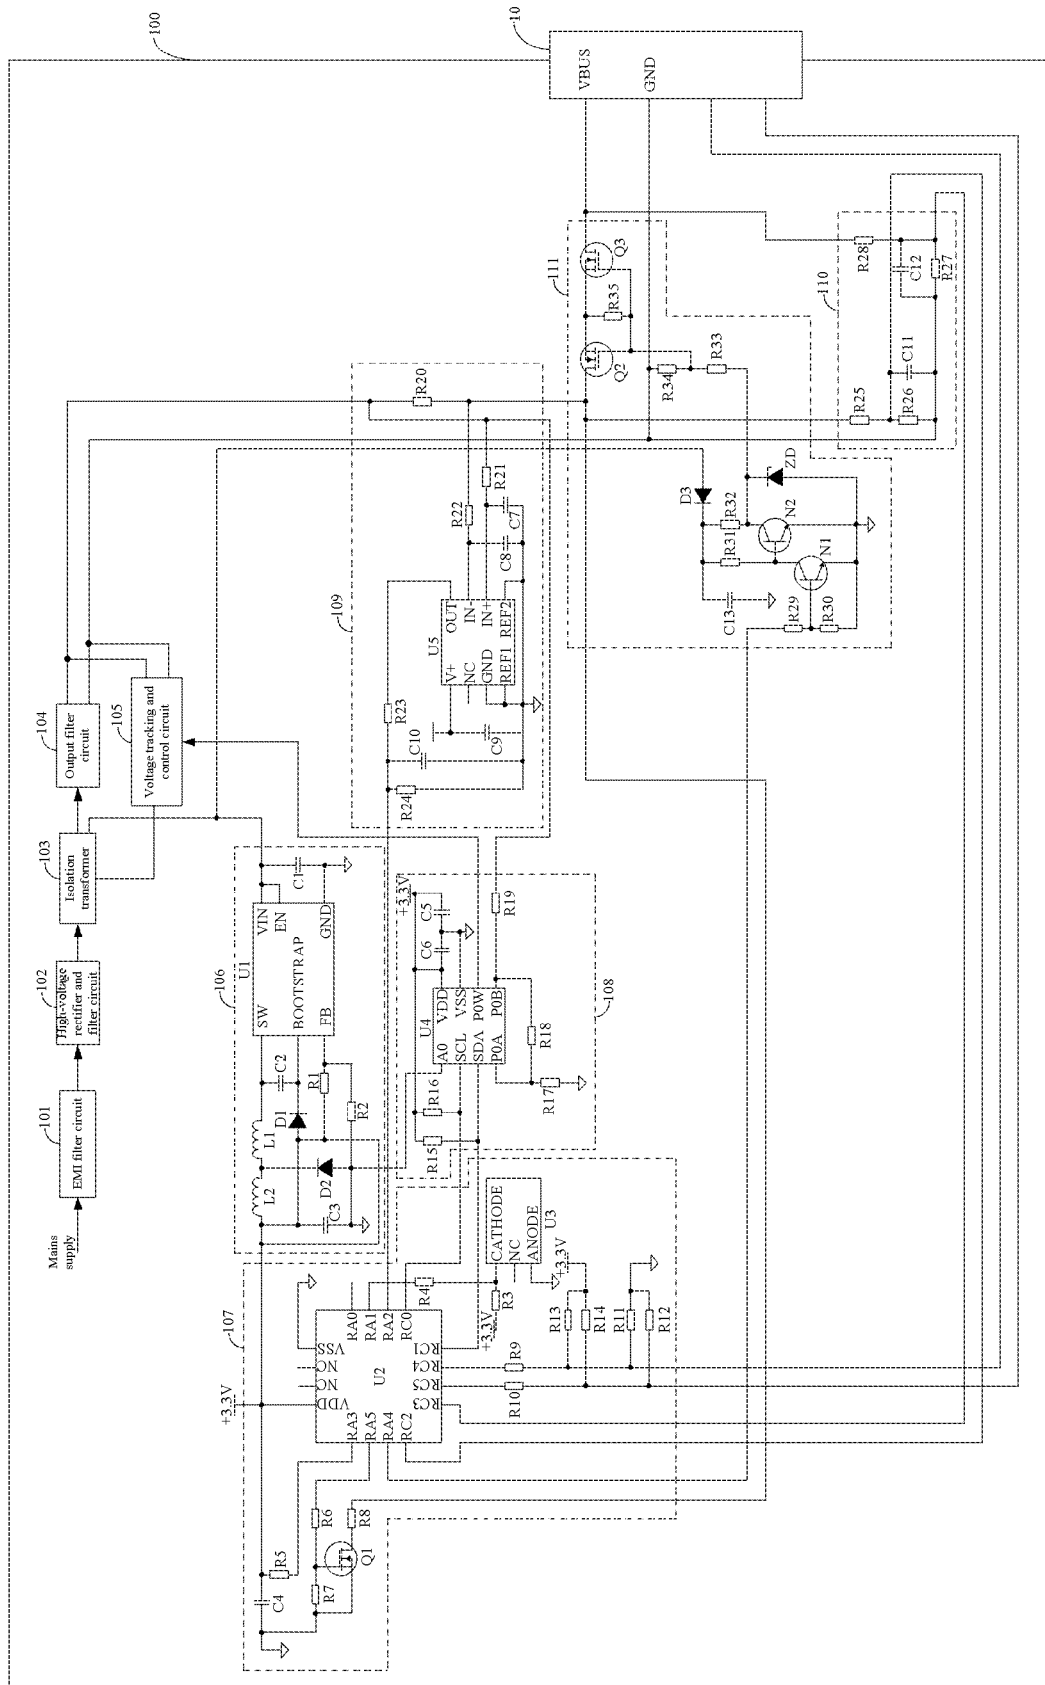 100
10
VBUS
GND
Mains supply
101
EMI filter circuit
102
High-voltage rectifier and filter circuit
103
Isolation transformer
104
Output filter circuit
105
Voltage tracking and control circuit
106
U1
SW
BOOTSTRAP
FB
VIN
EN
GND
C1
C2
L1
L2
D1
D2
R1
R2
C3
107
+3.3V
VSS
NC
NC
VDD
U2
RA0
RA1
RA2
RC0
RC1
RC4
RC5
RC3
RA3
RA5
RA4
RC2
C4
R5
R6
R7
R8
Q1
R4
R3
+3.3V
CATHODE
NC
ANODE
U3
+3.3V
R13
R14
R11
R12
R9
R10
108
+3.3V
C5
C6
U4
A0
SCL
SDA
P0A
VDD
VSS
P0W
P0B
R15
R16
R17
R18
R19
109
R20
R21
R22
C7
C8
U5
OUT
IN-
IN+
REF2
V+
NC
GND
REF1
R23
C10
C9
R24
110
R28
C12
R27
C11
R25
R26
111
Q3
R35
Q2
R34
R33
D3
ZD
R32
N2
R31
N1
C13
R29
R30